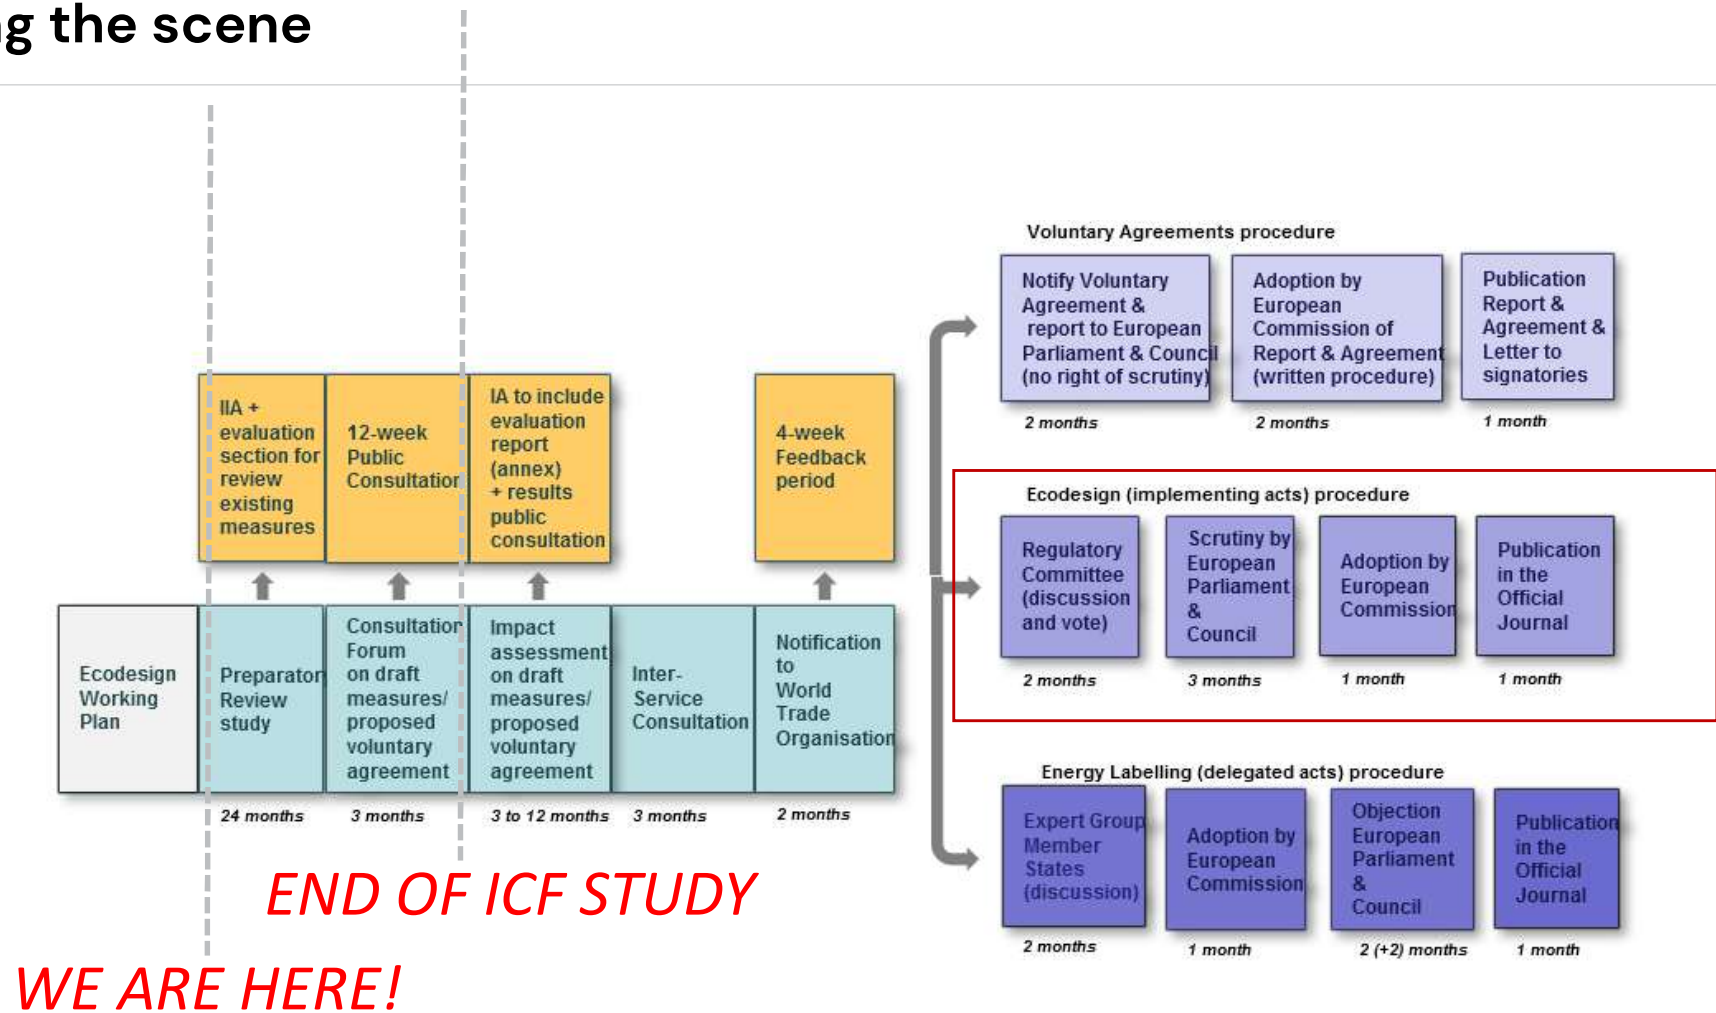 ng the scene
Voluntary Agreements procedure
Notify Voluntary
Agreement &
report to European
Parliament & Council
(no right of scrutiny)
2 months
Adoption by
European
Commission of
Report & Agreement
(written procedure)
2 months
Publication
Report &
Agreement &
Letter to
signatories
1 month
IIA +
evaluation
section for
review
existing
measures
12-week
Public
Consultation
IA to include
evaluation
report
(annex)
+ results
public
consultation
4-week
Feedback
period
Ecodesign (implementing acts) procedure
Regulatory
Committee
(discussion
and vote)
2 months
Scrutiny by
European
Parliament
&
Council
3 months
Adoption by
European
Commission
1 month
Publication
in the
Official
Journal
1 month
Ecodesign
Working
Plan
Preparator
Review
study
24 months
Consultation
Forum
on draft
measures/
proposed
voluntary
agreement
3 months
Impact
assessment
on draft
measures/
proposed
voluntary
agreement
3 to 12 months
Inter-
Service
Consultation
3 months
Notification
to
World
Trade
Organisation
2 months
Energy Labelling (delegated acts) procedure
Expert Group
Member
States
(discussion)
2 months
Adoption by
European
Commission
1 month
Objection
European
Parliament
&
Council
2 (+2) months
Publication
in the
Official
Journal
1 month
END OF ICF STUDY
WE ARE HERE!